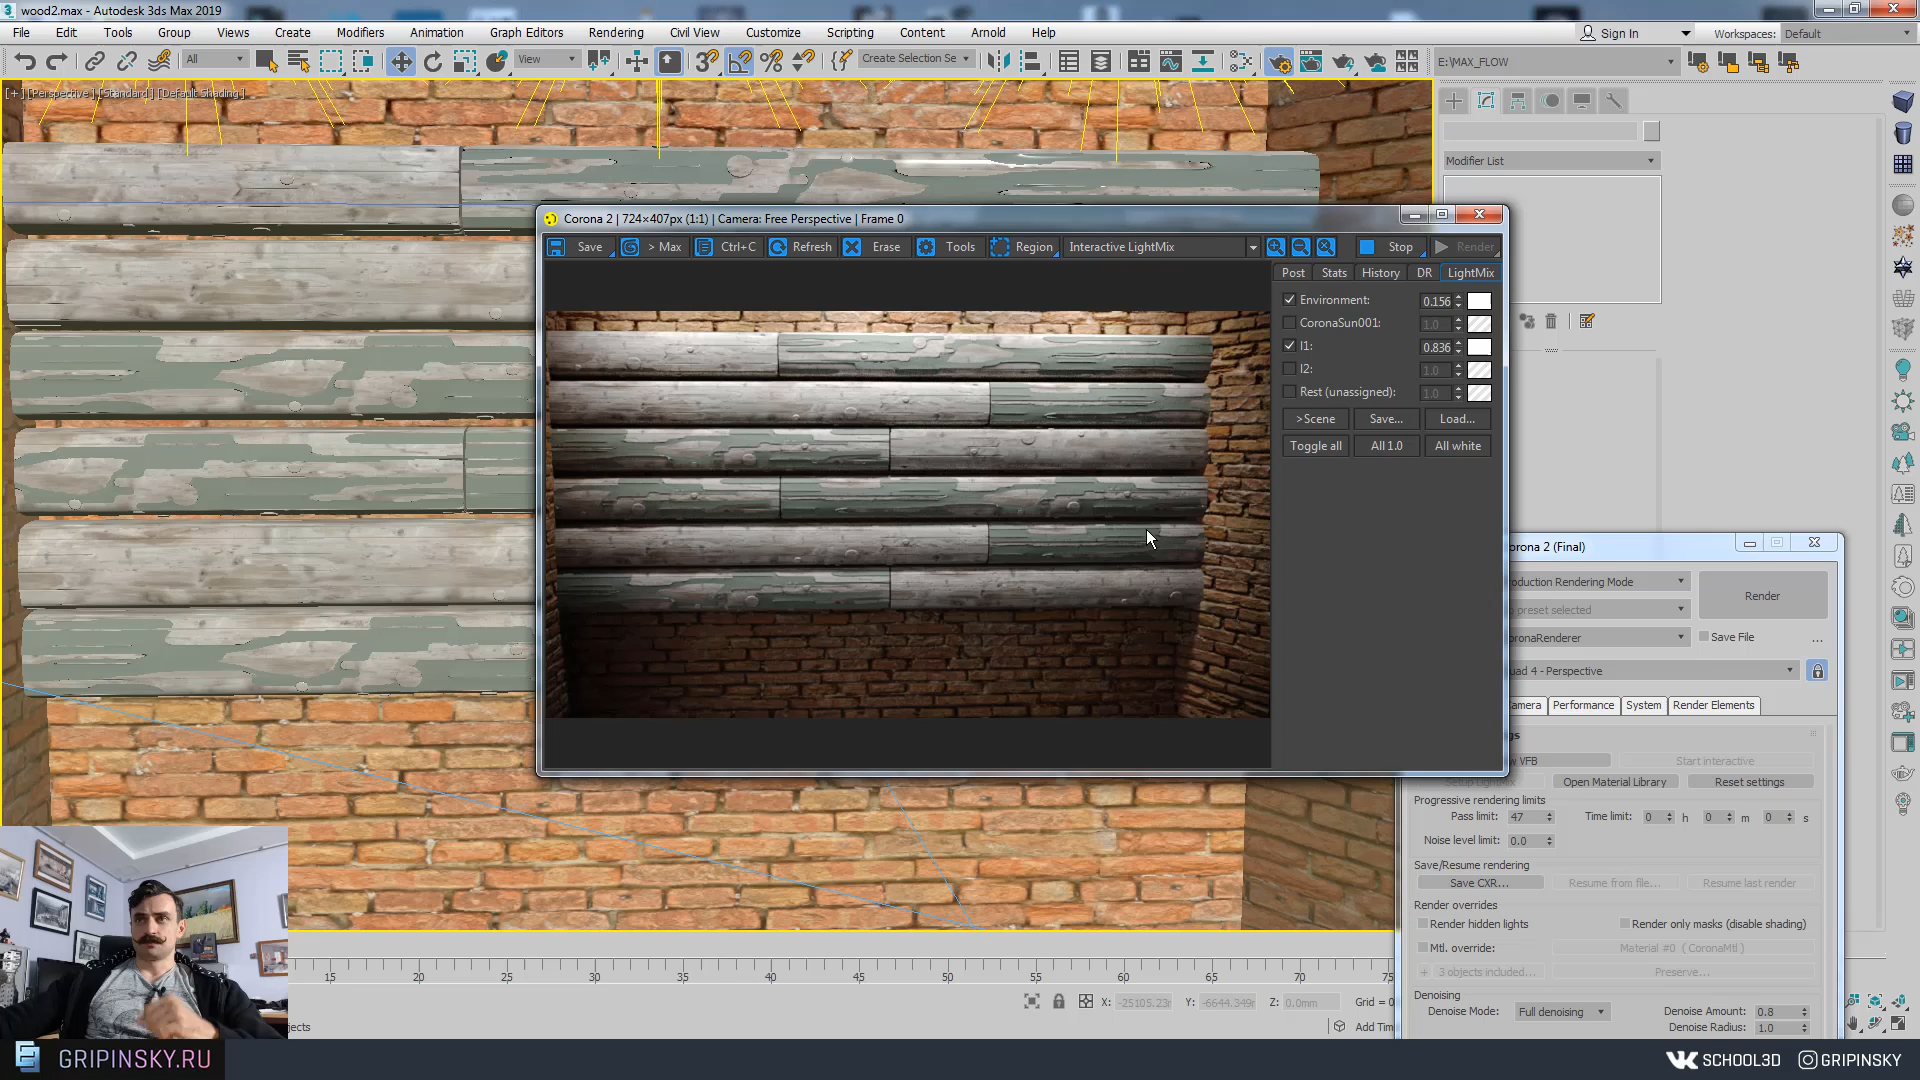 wood2.max - Autodesk 3ds Max 2019
File Edit Tools Group Views Create Modifiers Animation Graph Editors Rendering Civil View Customize Scripting Content Arnold Help
Sign In Workspaces: Default
All View Create Selection Se E:\MAX_FLOW
[+] [Perspective] [Standard] [Default Shading]
Modifier List
Corona 2 | 724×407px (1:1) | Camera: Free Perspective | Frame 0
Save > Max Ctrl+C Refresh Erase Tools Region Interactive LightMix Stop Render
Post Stats History DR LightMix
Environment: 0.156
CoronaSun001: 1.0
l1: 0.836
l2: 1.0
Rest (unassigned): 1.0
>Scene Save... Load...
Toggle all All 1.0 All white
orona 2 (Final)
oduction Rendering Mode
preset selected
Render
oronaRenderer Save File ...
uad 4 - Perspective
amera Performance System Render Elements
gs
w VFB Start interactive
Open Material Library Reset settings
Progressive rendering limits
Pass limit: 47 Time limit: 0 h 0 m 0 s
Noise level limit: 0.0
Save/Resume rendering
Save CXR... Resume from file... Resume last render
Render overrides
Render hidden lights Render only masks (disable shading)
Mtl. override: Material #0 ( CoronaMtl )
+ 3 objects included... Preserve...
Denoising
Denoise Mode: Full denoising Denoise Amount: 0.8
Denoise Radius: 1.0
15 20 25 30 35 40 45 50 55 60 65 70 75
X: -25105.23r Y: -6644.349r Z: 0.0mm Grid = 0
jects Add Tim
GRIPINSKY.RU SCHOOL3D GRIPINSKY